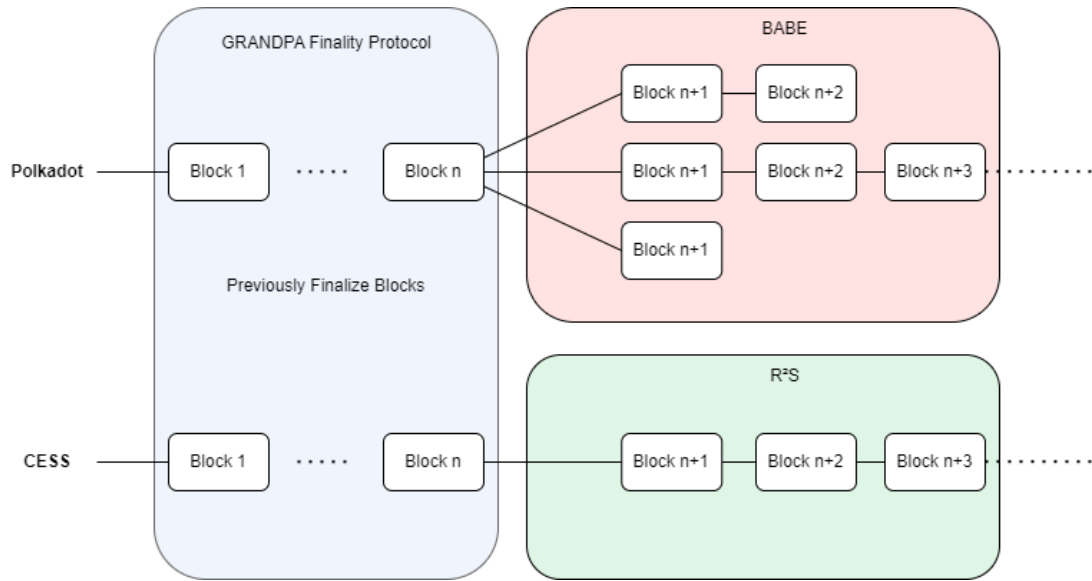 GRANDPA Finality Protocol
BABE
Block n+1
Block n+2
Polkadot
Block 1
.....
Block n
Block n+1
Block n+2
Block n+3
Block n+1
Previously Finalize Blocks
R²S
CESS
Block 1
.....
Block n
Block n+1
Block n+2
Block n+3